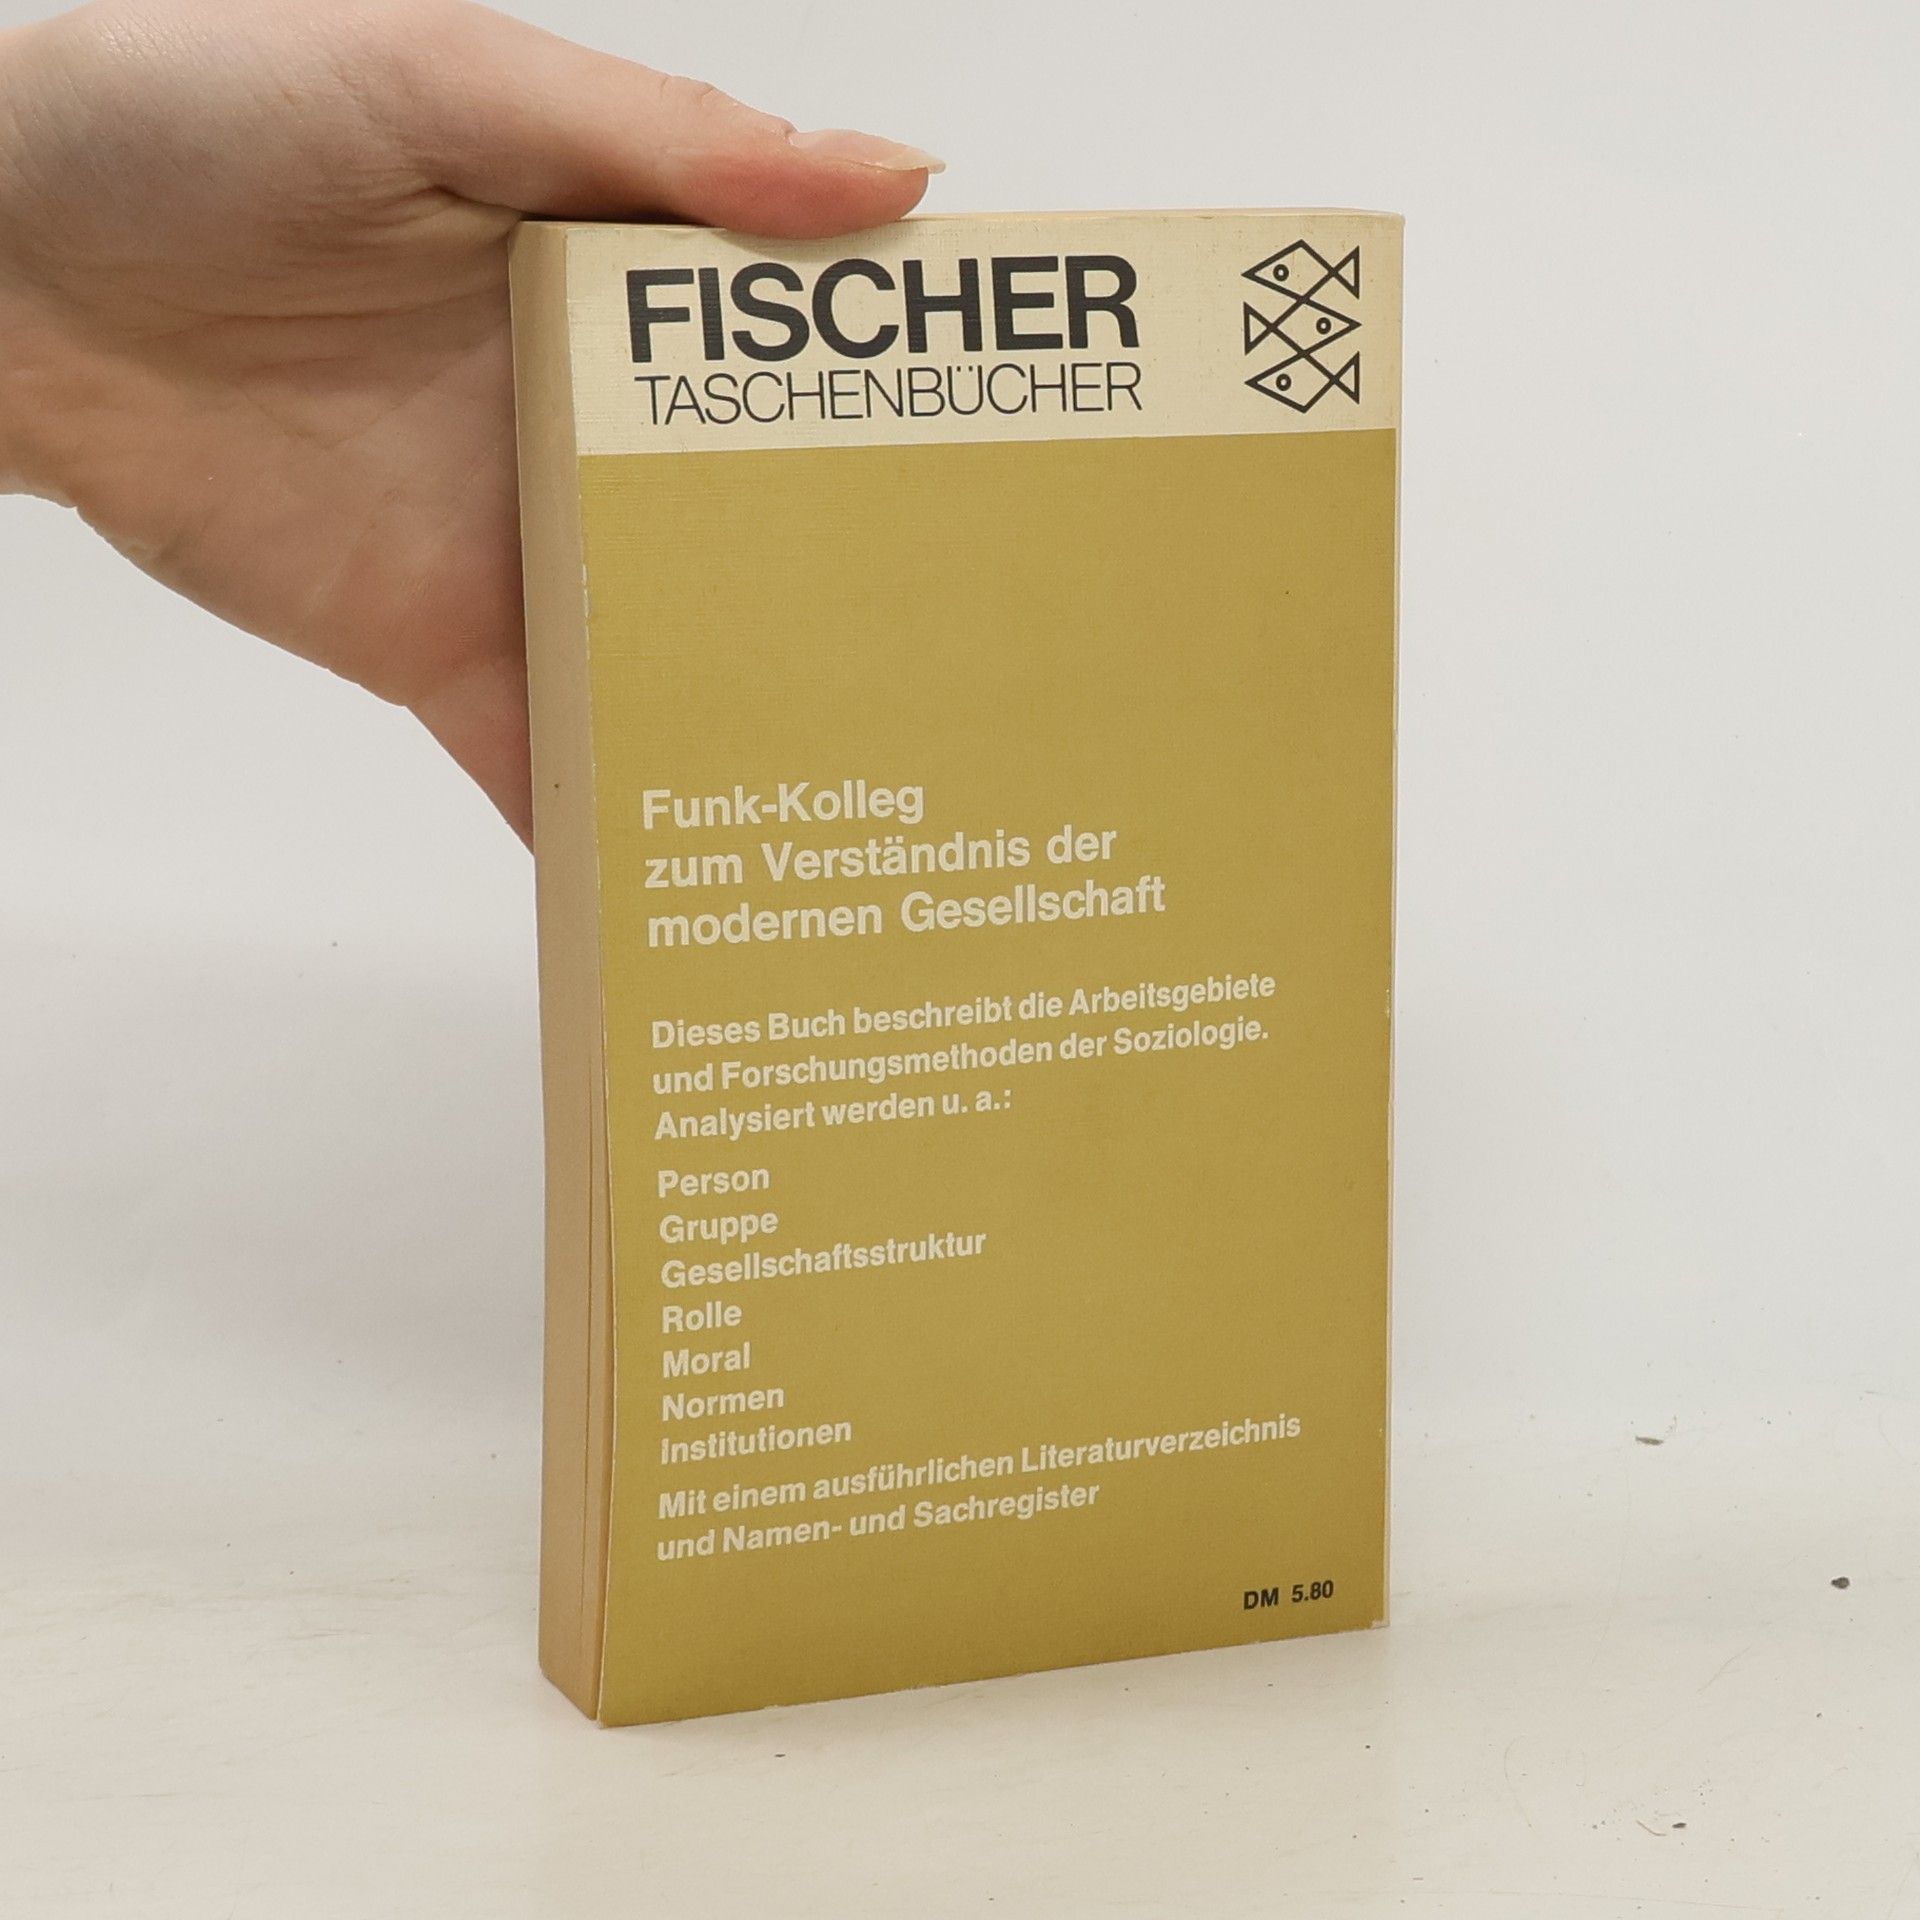 FISCHER
TASCHENBÜCHER
Funk-Kolleg
zum Verständnis der
modernen Gesellschaft
Dieses Buch beschreibt die Arbeitsgebiete
und Forschungsmethoden der Soziologie.
Analysiert werden u. a.:
Person
Gruppe
Gesellschaftsstruktur
Rolle
Moral
Normen
Institutionen
Mit einem ausführlichen Literaturverzeichnis
und Namen- und Sachregister
DM 5.80